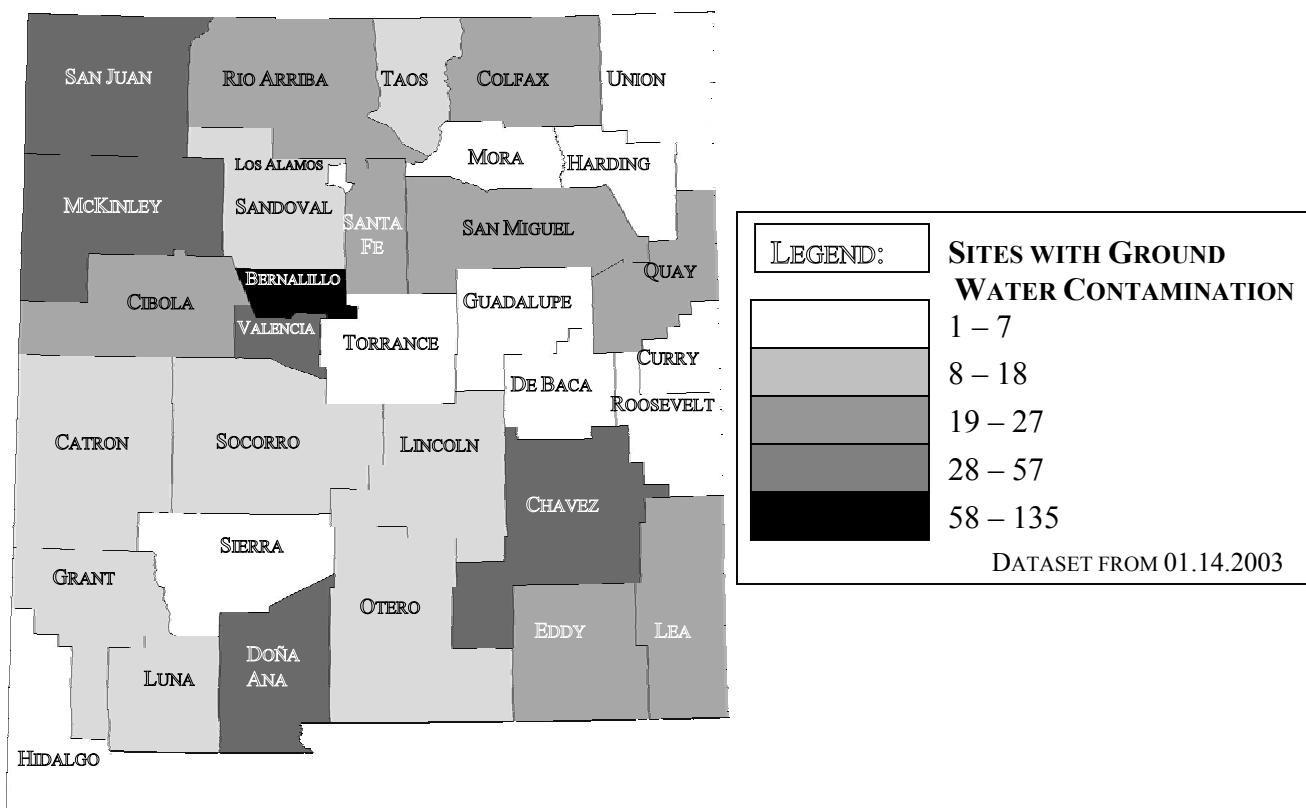 SAN JUAN
RIO ARRIBA
TAOS
COLFAX
UNION
LOS ALAMOS
MORA
HARDING
MCKINLEY
SANDOVAL
SANTA
FE
SAN MIGUEL
QUAY
BERNALILLO
CIBOLA
VALENCIA
GUADALUPE
TORRANCE
CURRY
DE BACA
ROOSEVELT
CATRON
SOCORRO
LINCOLN
CHAVEZ
SIERRA
GRANT
OTERO
EDDY
LEA
DOÑA
ANA
LUNA
HIDALGO
LEGEND:
SITES WITH GROUND
WATER CONTAMINATION
1 – 7
8 – 18
19 – 27
28 – 57
58 – 135
DATASET FROM 01.14.2003